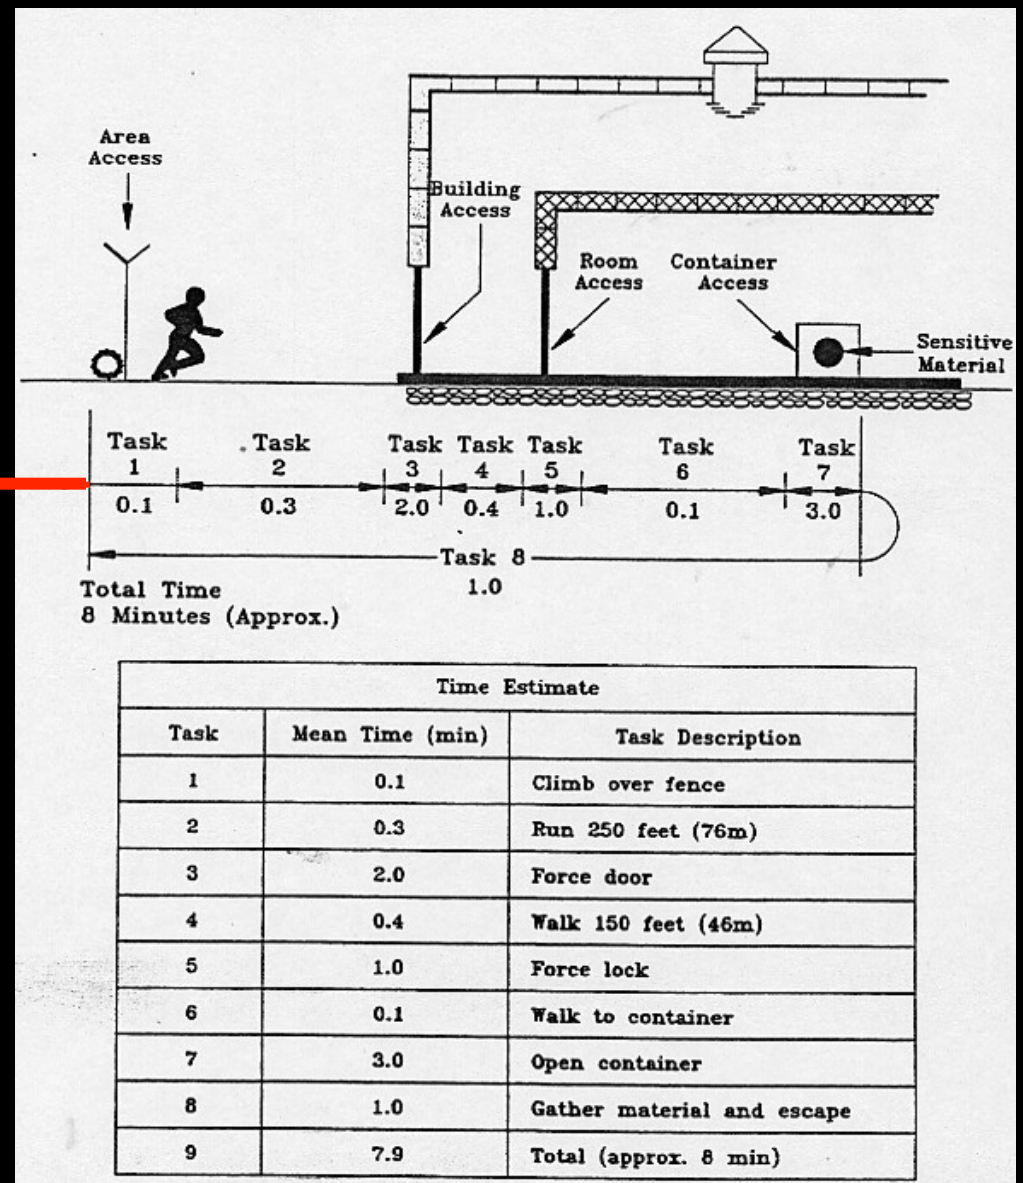 Area
Access
Building
Access
Room
Access
Container
Access
Sensitive
Material
Task
1
Task
2
Task
3
Task
4
Task
5
Task
6
Task
7
0.1
0.3
2.0
0.4
1.0
0.1
3.0
Task 8
1.0
Total Time
8 Minutes (Approx.)
Time Estimate
Task Mean Time (min) Task Description
1 0.1 Climb over fence
2 0.3 Run 250 feet (76m)
3 2.0 Force door
4 0.4 Walk 150 feet (46m)
5 1.0 Force lock
6 0.1 Walk to container
7 3.0 Open container
8 1.0 Gather material and escape
9 7.9 Total (approx. 8 min)